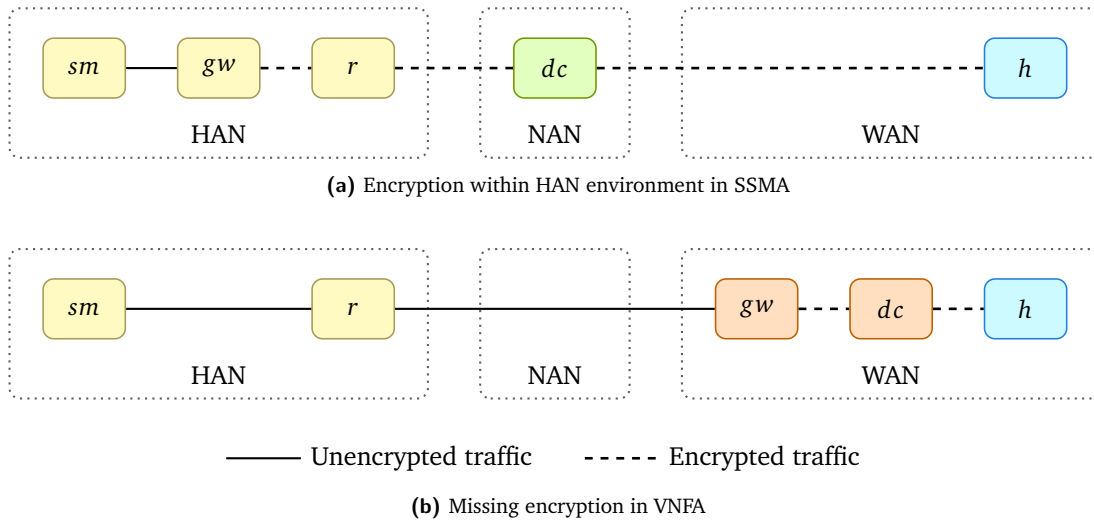 sm gw r dc h
HAN NAN WAN
(a) Encryption within HAN environment in SSMA
sm r gw dc h
HAN NAN WAN
Unencrypted traffic Encrypted traffic
(b) Missing encryption in VNFA